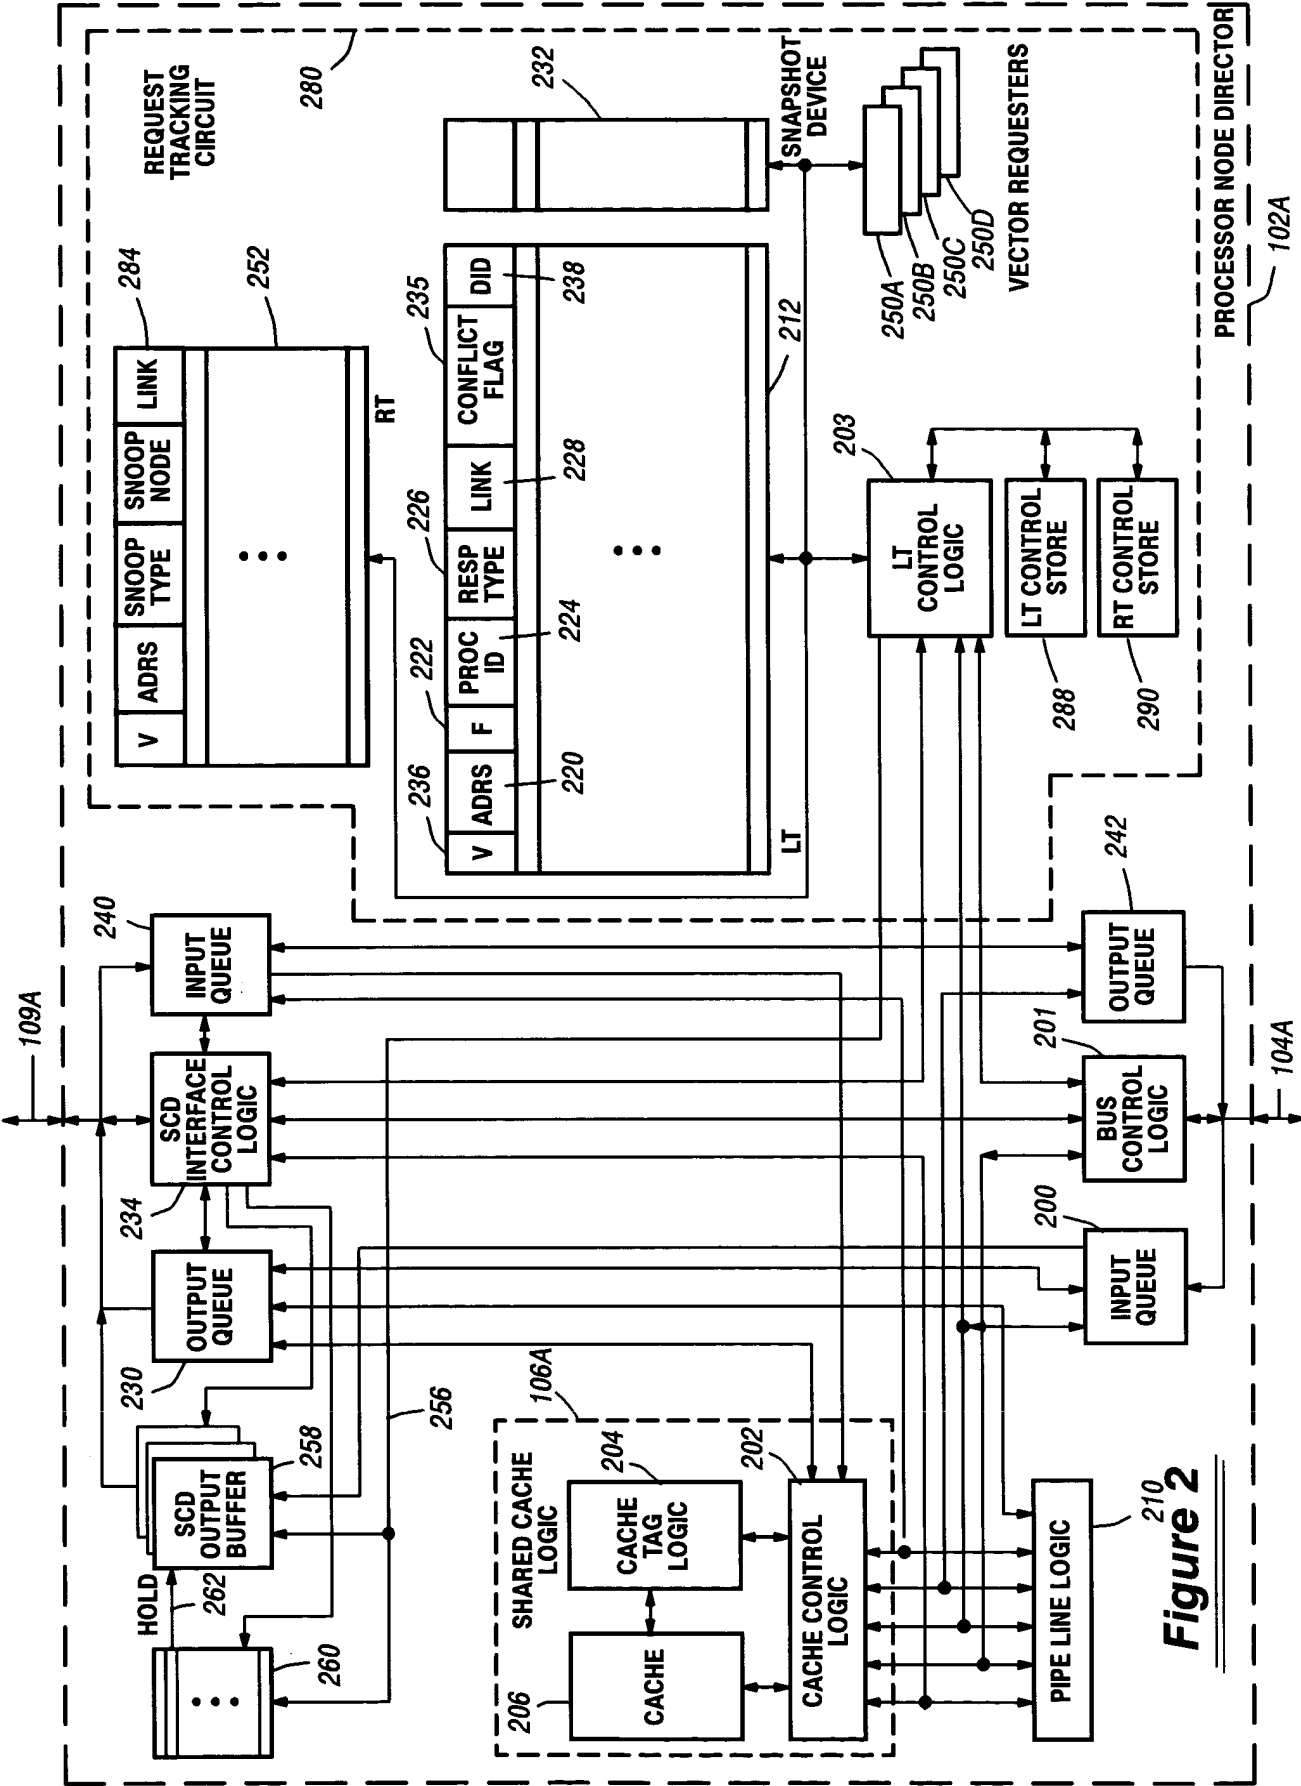 109A
HOLD
262
260
SCD
OUTPUT
BUFFER
258
230
OUTPUT
QUEUE
234
SCD
INTERFACE
CONTROL
LOGIC
240
INPUT
QUEUE
256
REQUEST
TRACKING
CIRCUIT
280
V
ADRS
SNOOP
TYPE
SNOOP
NODE
LINK
284
252
RT
236
222
226
235
V
ADRS
F
PROC
ID
RESP
TYPE
LINK
CONFLICT
FLAG
DID
220
224
228
238
LT
212
232
SNAPSHOT
DEVICE
250A
250B
250C
250D
VECTOR REQUESTERS
203
LT
CONTROL
LOGIC
LT CONTROL
STORE
288
RT CONTROL
STORE
290
SHARED CACHE
LOGIC
106A
204
CACHE
TAG
LOGIC
206
CACHE
202
CACHE CONTROL
LOGIC
PIPE LINE LOGIC
210
200
INPUT
QUEUE
201
BUS
CONTROL
LOGIC
242
OUTPUT
QUEUE
PROCESSOR NODE DIRECTOR
102A
104A
Figure 2